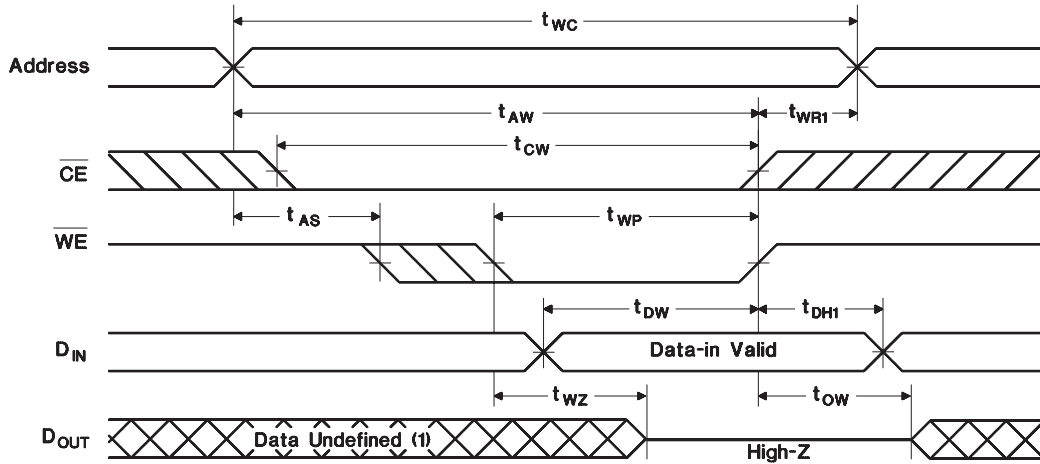 tWC
Address
tAW
tWR1
tCW
CE
tAS
tWP
WE
tDW
tDH1
DIN
Data-in Valid
tWZ
tOW
DOUT
Data Undefined (1)
High-Z